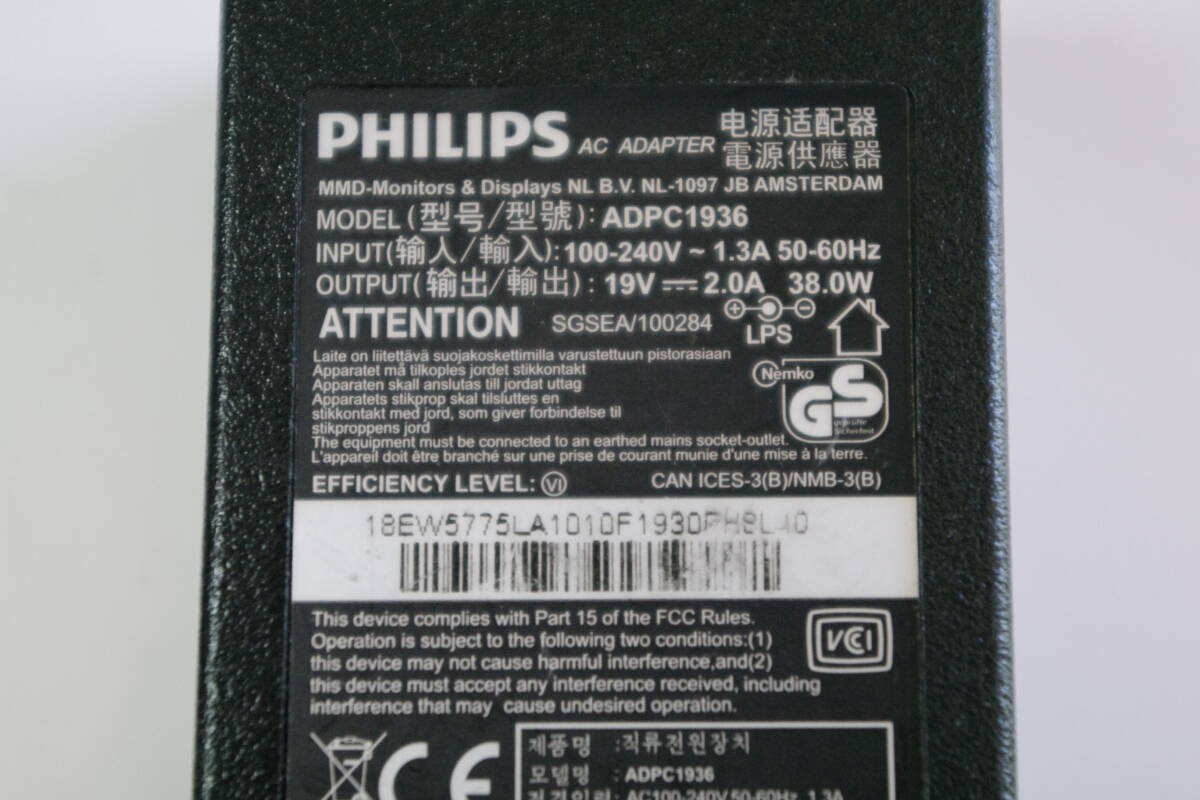 PHILIPS AC ADAPTER 电源适配器
電源供應器
MMD-Monitors & Displays NL B.V. NL-1097 JB AMSTERDAM
MODEL(型号/型號): ADPC1936
INPUT(输入/輸入): 100-240V ~ 1.3A 50-60Hz
OUTPUT(输出/輸出): 19V ⎓ 2.0A 38.0W
ATTENTION SGSEA/100284 LPS
Laite on liitettävä suojakoskettimilla varustettuun pistorasiaan
Apparatet må tilkoples jordet stikkontakt
Apparaten skall anslutas till jordat uttag
Apparatets stikprop skal tilsluttes en
stikkontakt med jord, som giver forbindelse til
stikproppens jord
Nemko GS geprüfte Sicherheit
The equipment must be connected to an earthed mains socket-outlet.
L'appareil doit être branché sur une prise de courant munie d'une mise à la terre.
EFFICIENCY LEVEL: VI CAN ICES-3(B)/NMB-3(B)
18EW5775LA1010F1930PH8L40
This device complies with Part 15 of the FCC Rules.
Operation is subject to the following two conditions:(1)
this device may not cause harmful interference,and(2)
this device must accept any interference received, including
interference that may cause undesired operation.
VCCI
CE
제품명 :직류전원장치
모델명 : ADPC1936
AC100-240V,50-60Hz, 1.3A